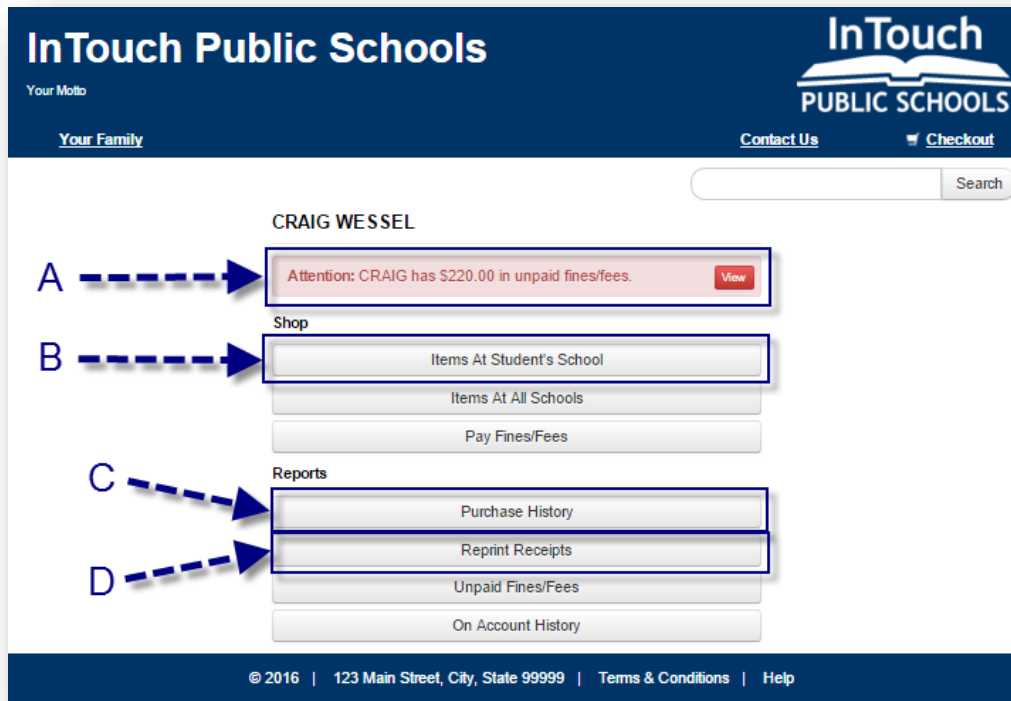 InTouch Public Schools
Your Motto
InTouch
PUBLIC SCHOOLS
Your Family
Contact Us
Checkout
Search
CRAIG WESSEL
A
Attention: CRAIG has $220.00 in unpaid fines/fees.
View
Shop
B
Items At Student's School
Items At All Schools
Pay Fines/Fees
Reports
C
Purchase History
Reprint Receipts
D
Unpaid Fines/Fees
On Account History
© 2016 | 123 Main Street, City, State 99999 | Terms & Conditions | Help